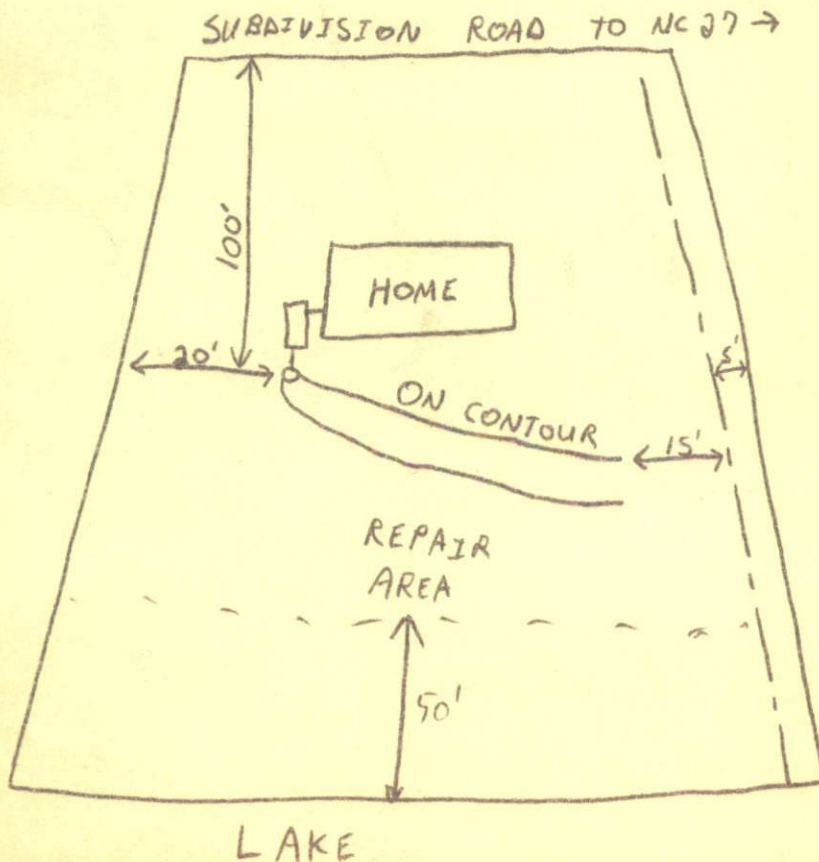 SUBDIVISION ROAD TO NC 27 →
100'
HOME
20'
5'
ON CONTOUR
15'
REPAIR
AREA
50'
LAKE